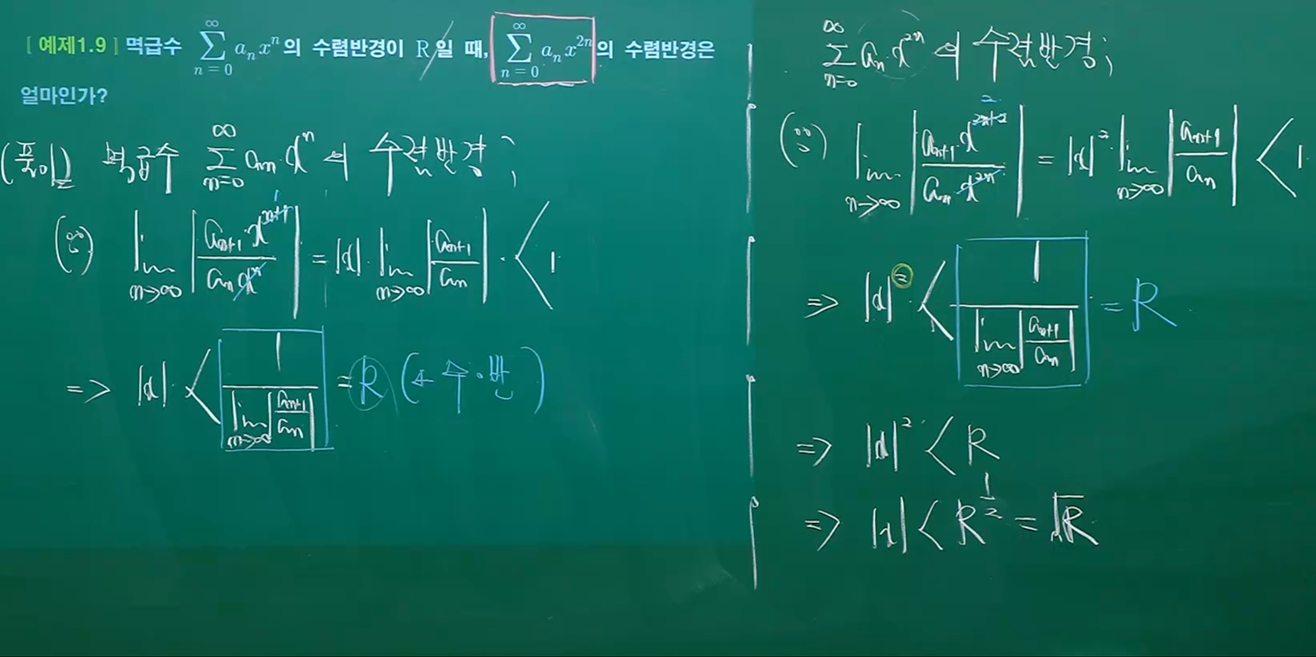 [ 예제1.9 ] 멱급수 $\sum_{n=0}^{\infty} a_n x^n$의 수렴반경이 R일 때, $\sum_{n=0}^{\infty} a_n x^{2n}$의 수렴반경은
얼마인가?
(풀이) 멱급수 $\sum_{n=0}^{\infty} a_n x^n$의 수렴반경;
(∵) $\lim_{n\to\infty} \left|\frac{a_{n+1} x^{n+1}}{a_n x^n}\right| = |x| \cdot \lim_{n\to\infty} \left|\frac{a_{n+1}}{a_n}\right| < 1$
=> $|x| < \frac{1}{\lim_{n\to\infty} \left|\frac{a_{n+1}}{a_n}\right|} = R$ (← 수.반)
$\sum_{n=0}^{\infty} a_n x^{2n}$의 수렴반경;
(∵) $\lim_{n\to\infty} \left|\frac{a_{n+1} x^{2n+2}}{a_n x^{2n}}\right| = |x|^2 \lim_{n\to\infty} \left|\frac{a_{n+1}}{a_n}\right| < 1$
=> $|x|^2 < \frac{1}{\lim_{n\to\infty} \left|\frac{a_{n+1}}{a_n}\right|} = R$
=> $|x|^2 < R$
=> $|x| < R^{\frac{1}{2}} = \sqrt{R}$